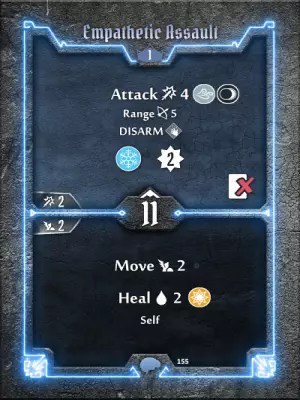 Empathetic Assault
1
Attack 4
Range 5
DISARM
2
2
2
11
Move 2
Heal 2
Self
155